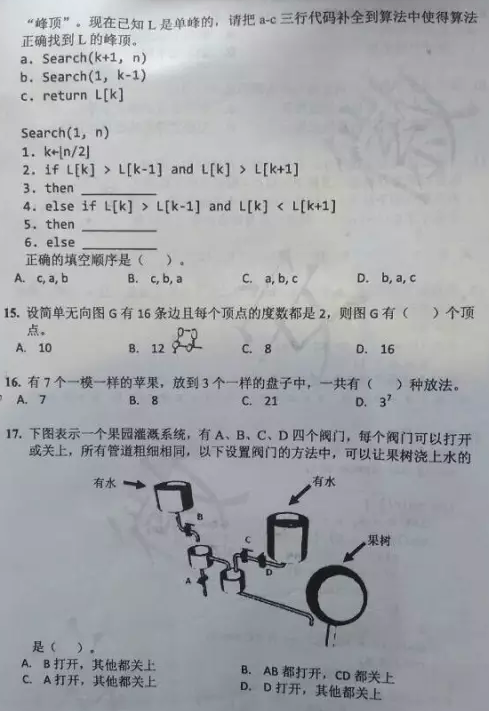 “峰顶”。现在已知 L 是单峰的，请把 a-c 三行代码补全到算法中使得算法
正确找到 L 的峰顶。
a. Search(k+1, n)
b. Search(1, k-1)
c. return L[k]
Search(1, n)
1. k←⌊n/2⌋
2. if L[k] > L[k-1] and L[k] > L[k+1]
3. then ________
4. else if L[k] > L[k-1] and L[k] < L[k+1]
5. then ________
6. else ________
正确的填空顺序是（ ）。
A. c, a, b B. c, b, a C. a, b, c D. b, a, c
15. 设简单无向图 G 有 16 条边且每个顶点的度数都是 2，则图 G 有（ ）个顶
点。
A. 10 B. 12 C. 8 D. 16
16. 有 7 个一模一样的苹果，放到 3 个一样的盘子中，一共有（ ）种放法。
A. 7 B. 8 C. 21 D. 3⁷
17. 下图表示一个果园灌溉系统，有 A、B、C、D 四个阀门，每个阀门可以打开
或关上，所有管道粗细相同，以下设置阀门的方法中，可以让果树浇上水的
有水 有水
B
C 果树
A D
是（ ）。
A. B 打开，其他都关上 B. AB 都打开，CD 都关上
C. A 打开，其他都关上 D. D 打开，其他都关上